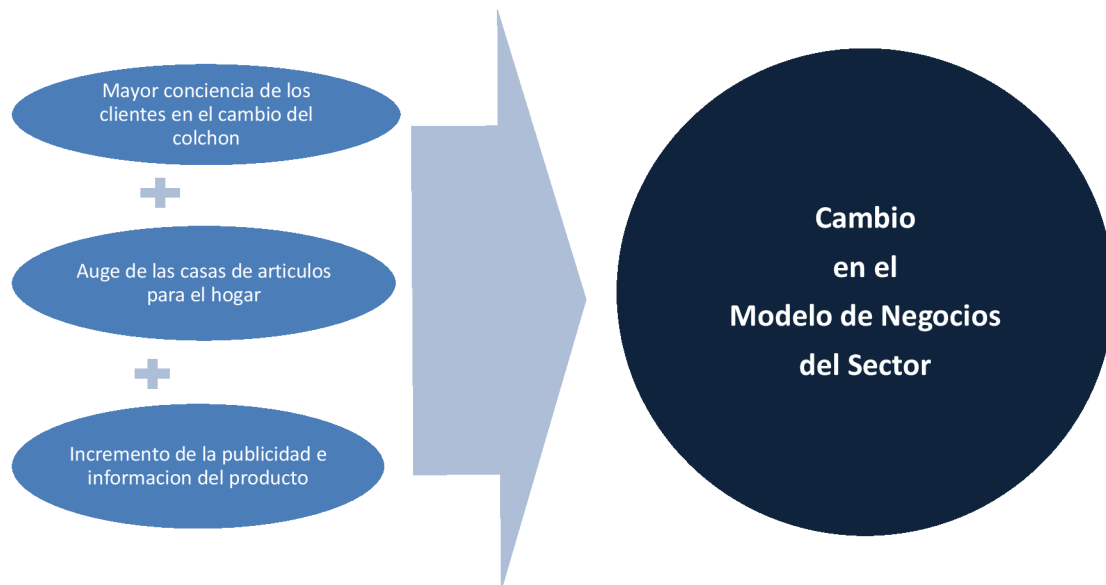 Mayor conciencia de los
clientes en el cambio del
colchon
Auge de las casas de articulos
para el hogar
Incremento de la publicidad e
informacion del producto
Cambio
en el
Modelo de Negocios
del Sector